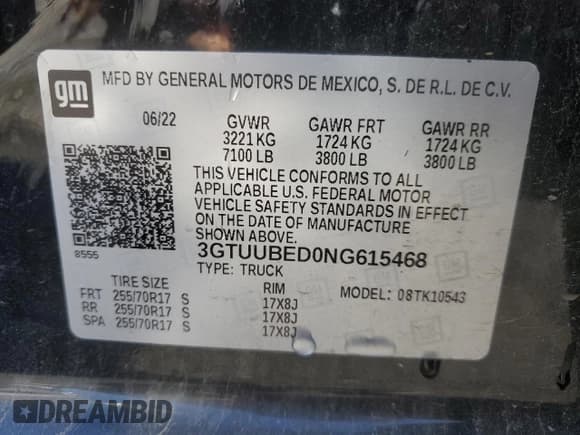 gm
MFD BY GENERAL MOTORS DE MEXICO, S. DE R.L. DE C.V.
06/22 GVWR GAWR FRT GAWR RR
3221 KG 1724 KG 1724 KG
7100 LB 3800 LB 3800 LB
THIS VEHICLE CONFORMS TO ALL
APPLICABLE U.S. FEDERAL MOTOR
VEHICLE SAFETY STANDARDS IN EFFECT
ON THE DATE OF MANUFACTURE
SHOWN ABOVE.
8555
3GTUUBED0NG615468
TYPE: TRUCK
TIRE SIZE RIM MODEL: 08TK10543
FRT 255/70R17 S 17X8J
RR 255/70R17 S 17X8J
SPA 255/70R17 S 17X8J
DREAMBID